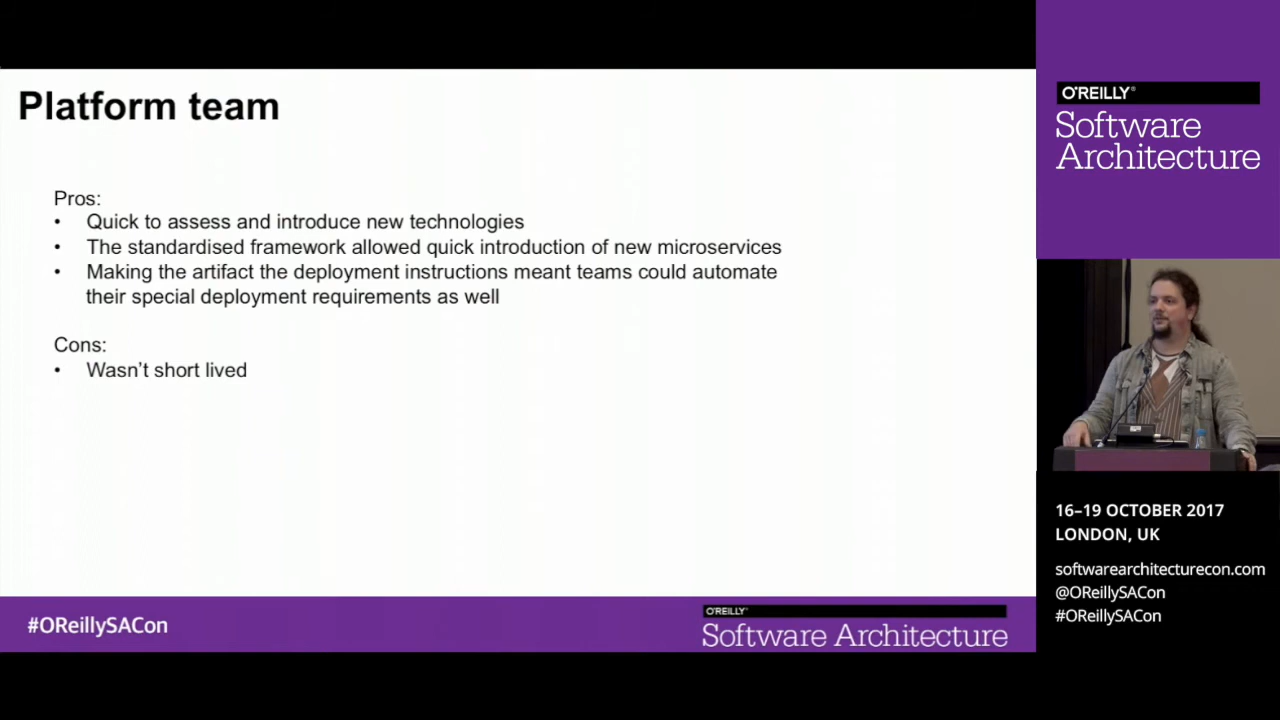 Platform team
Pros:
• Quick to assess and introduce new technologies
• The standardised framework allowed quick introduction of new microservices
• Making the artifact the deployment instructions meant teams could automate
their special deployment requirements as well
Cons:
• Wasn't short lived
#OReillySACon
O'REILLY®
Software Architecture
O'REILLY®
Software
Architecture
16–19 OCTOBER 2017
LONDON, UK
softwarearchitecturecon.com
@OReillySACon
#OReillySACon